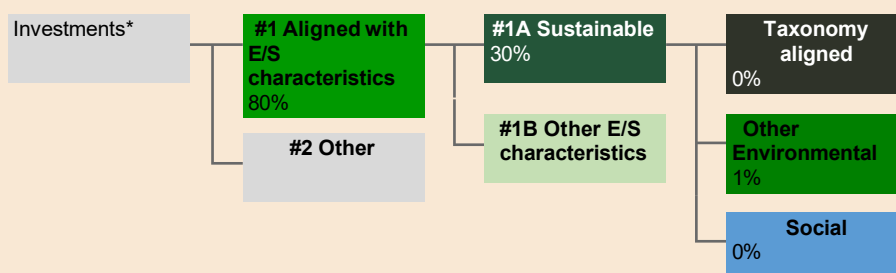 Investments*
#1 Aligned with
E/S
characteristics
80%
#2 Other
#1A Sustainable
30%
#1B Other E/S
characteristics
Taxonomy
aligned
0%
Other
Environmental
1%
Social
0%